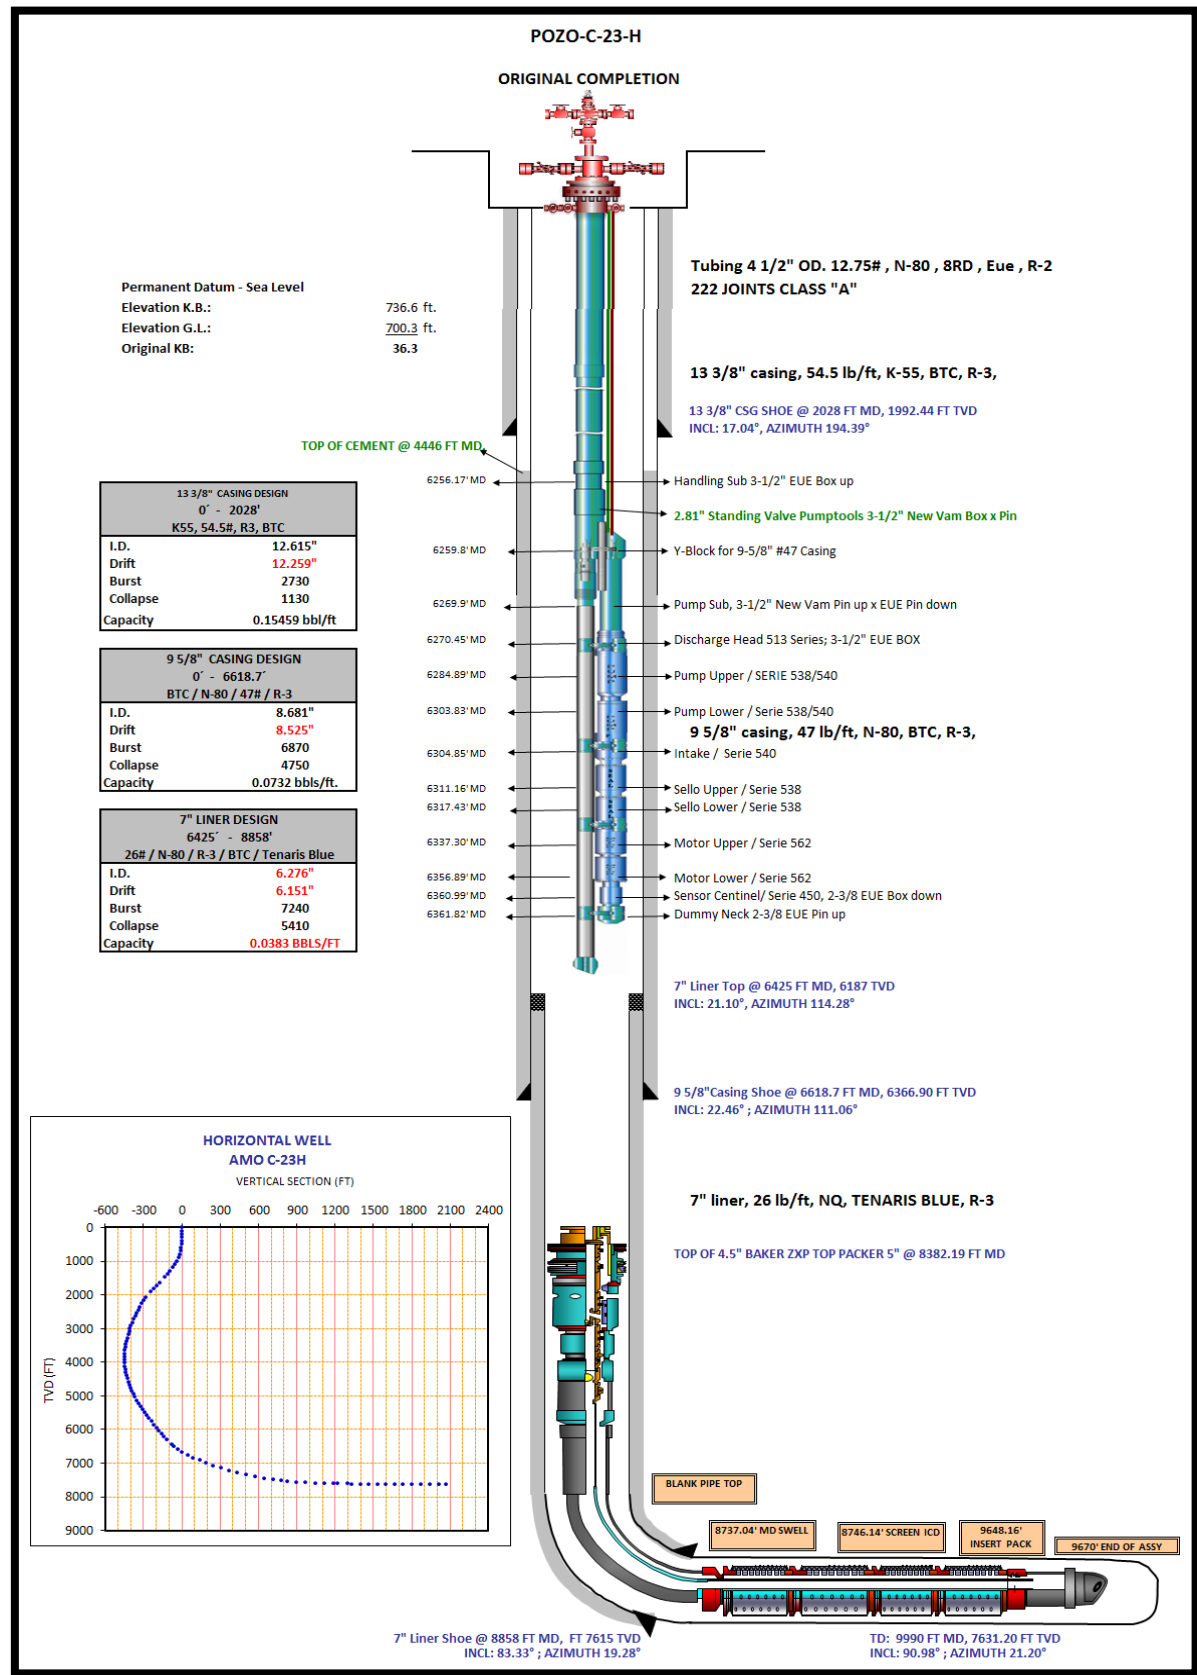 POZO-C-23-H
ORIGINAL COMPLETION
Tubing 4 1/2" OD. 12.75# , N-80 , 8RD , Eue , R-2
222 JOINTS CLASS "A"
Permanent Datum - Sea Level
Elevation K.B.: 736.6 ft.
Elevation G.L.: 700.3 ft.
Original KB: 36.3
13 3/8" casing, 54.5 lb/ft, K-55, BTC, R-3,
13 3/8" CSG SHOE @ 2028 FT MD, 1992.44 FT TVD
INCL: 17.04°, AZIMUTH 194.39°
TOP OF CEMENT @ 4446 FT MD,
6256.17' MD Handling Sub 3-1/2" EUE Box up
2.81" Standing Valve Pumptools 3-1/2" New Vam Box x Pin
6259.8' MD Y-Block for 9-5/8" #47 Casing
6269.9' MD Pump Sub, 3-1/2" New Vam Pin up x EUE Pin down
6270.45' MD Discharge Head 513 Series; 3-1/2" EUE BOX
6284.89' MD Pump Upper / SERIE 538/540
6303.83' MD Pump Lower / Serie 538/540
9 5/8" casing, 47 lb/ft, N-80, BTC, R-3,
6304.85' MD Intake / Serie 540
6311.16' MD Sello Upper / Serie 538
6317.43' MD Sello Lower / Serie 538
6337.30' MD Motor Upper / Serie 562
6356.89' MD Motor Lower / Serie 562
6360.99' MD Sensor Centinel/ Serie 450, 2-3/8 EUE Box down
6361.82' MD Dummy Neck 2-3/8 EUE Pin up
13 3/8" CASING DESIGN
0´ - 2028'
K55, 54.5#, R3, BTC
I.D. 12.615"
Drift 12.259"
Burst 2730
Collapse 1130
Capacity 0.15459 bbl/ft
9 5/8" CASING DESIGN
0´ - 6618.7´
BTC / N-80 / 47# / R-3
I.D. 8.681"
Drift 8.525"
Burst 6870
Collapse 4750
Capacity 0.0732 bbls/ft.
7" LINER DESIGN
6425´ - 8858'
26# / N-80 / R-3 / BTC / Tenaris Blue
I.D. 6.276"
Drift 6.151"
Burst 7240
Collapse 5410
Capacity 0.0383 BBLS/FT
7" Liner Top @ 6425 FT MD, 6187 TVD
INCL: 21.10°, AZIMUTH 114.28°
9 5/8"Casing Shoe @ 6618.7 FT MD, 6366.90 FT TVD
INCL: 22.46° ; AZIMUTH 111.06°
7" liner, 26 lb/ft, NQ, TENARIS BLUE, R-3
TOP OF 4.5" BAKER ZXP TOP PACKER 5" @ 8382.19 FT MD
HORIZONTAL WELL
AMO C-23H
VERTICAL SECTION (FT)
-600 -300 0 300 600 900 1200 1500 1800 2100 2400
0
1000
2000
3000
4000
5000
6000
7000
8000
9000
TVD (FT)
BLANK PIPE TOP
8737.04' MD SWELL
8746.14' SCREEN ICD
9648.16'
INSERT PACK
9670' END OF ASSY
7" Liner Shoe @ 8858 FT MD, FT 7615 TVD
INCL: 83.33° ; AZIMUTH 19.28°
TD: 9990 FT MD, 7631.20 FT TVD
INCL: 90.98° ; AZIMUTH 21.20°